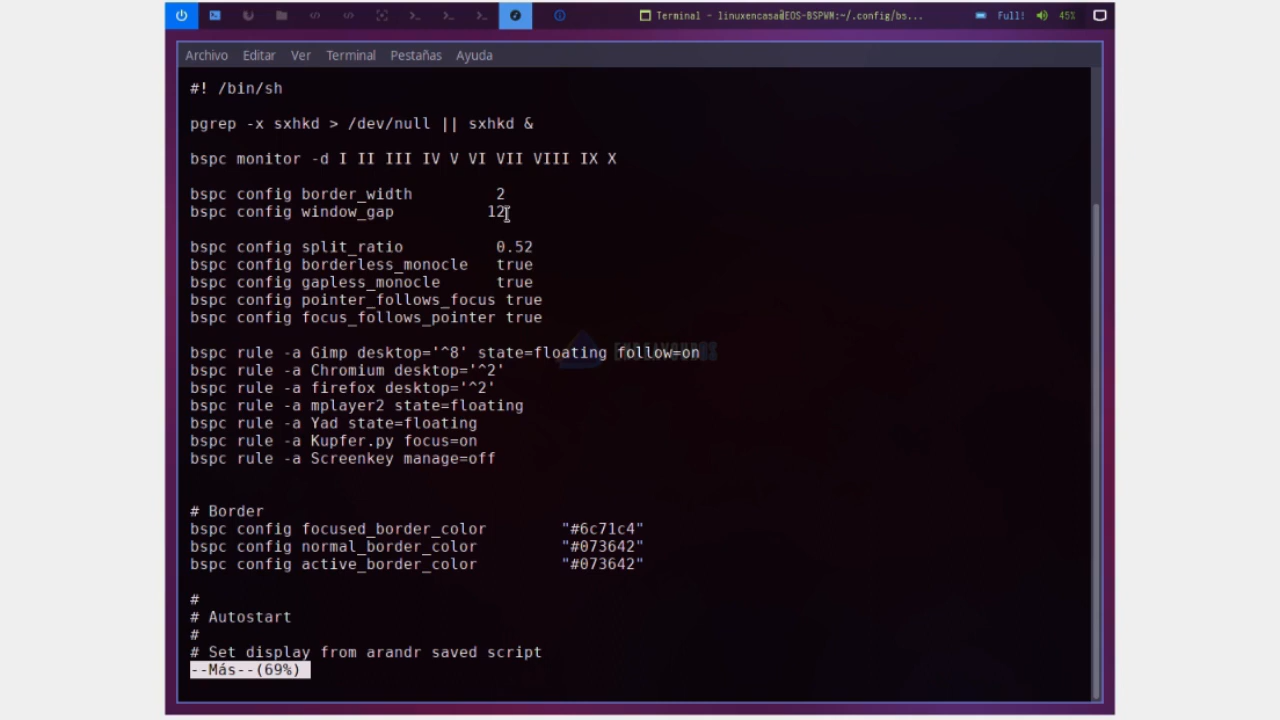 Terminal - linuxencasa@EOS-BSPWM:~/.config/bs...
Full!
45%
Archivo Editar Ver Terminal Pestañas Ayuda
#! /bin/sh
pgrep -x sxhkd > /dev/null || sxhkd &
bspc monitor -d I II III IV V VI VII VIII IX X
bspc config border_width 2
bspc config window_gap 12
bspc config split_ratio 0.52
bspc config borderless_monocle true
bspc config gapless_monocle true
bspc config pointer_follows_focus true
bspc config focus_follows_pointer true
bspc rule -a Gimp desktop='^8' state=floating follow=on
bspc rule -a Chromium desktop='^2'
bspc rule -a firefox desktop='^2'
bspc rule -a mplayer2 state=floating
bspc rule -a Yad state=floating
bspc rule -a Kupfer.py focus=on
bspc rule -a Screenkey manage=off
# Border
bspc config focused_border_color "#6c71c4"
bspc config normal_border_color "#073642"
bspc config active_border_color "#073642"
#
# Autostart
#
# Set display from arandr saved script
--Más--(69%)